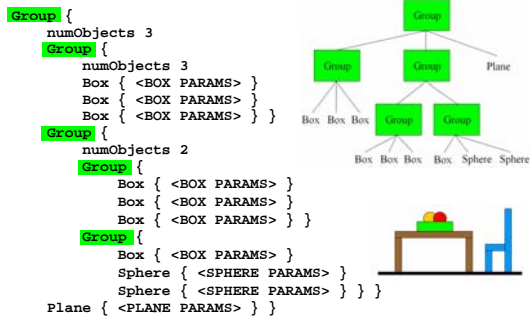 Group {
numObjects 3
Group {
numObjects 3
Box { <BOX PARAMS> }
Box { <BOX PARAMS> }
Box { <BOX PARAMS> } }
Group {
numObjects 2
Group {
Box { <BOX PARAMS> }
Box { <BOX PARAMS> }
Box { <BOX PARAMS> } }
Group {
Box { <BOX PARAMS> }
Sphere { <SPHERE PARAMS> }
Sphere { <SPHERE PARAMS> } } }
Plane { <PLANE PARAMS> } }
Group
Group Group Plane
Box Box Box Group Group
Box Box Box Box Sphere Sphere